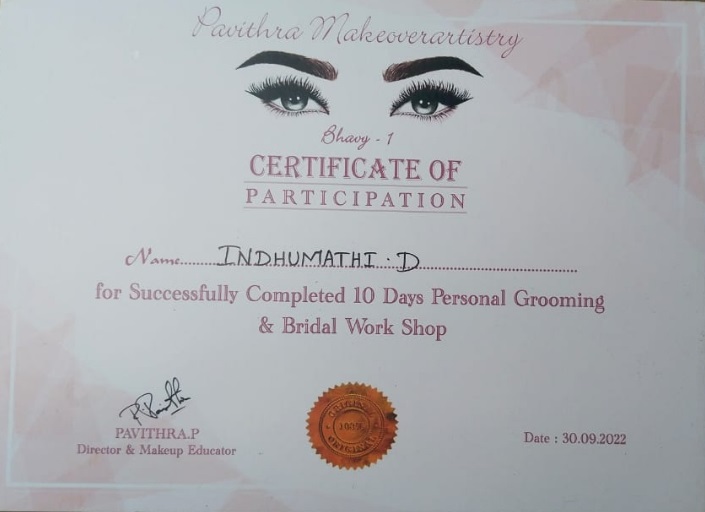 Pavithra Makeoverartistry
Bhavy - 1
CERTIFICATE OF
PARTICIPATION
Name..........INDHUMATHI . D..........
for Successfully Completed 10 Days Personal Grooming
& Bridal Work Shop
P. Pavithra
PAVITHRA.P
Director & Makeup Educator
ORIGINAL
100%
ORIGINAL
Date : 30.09.2022